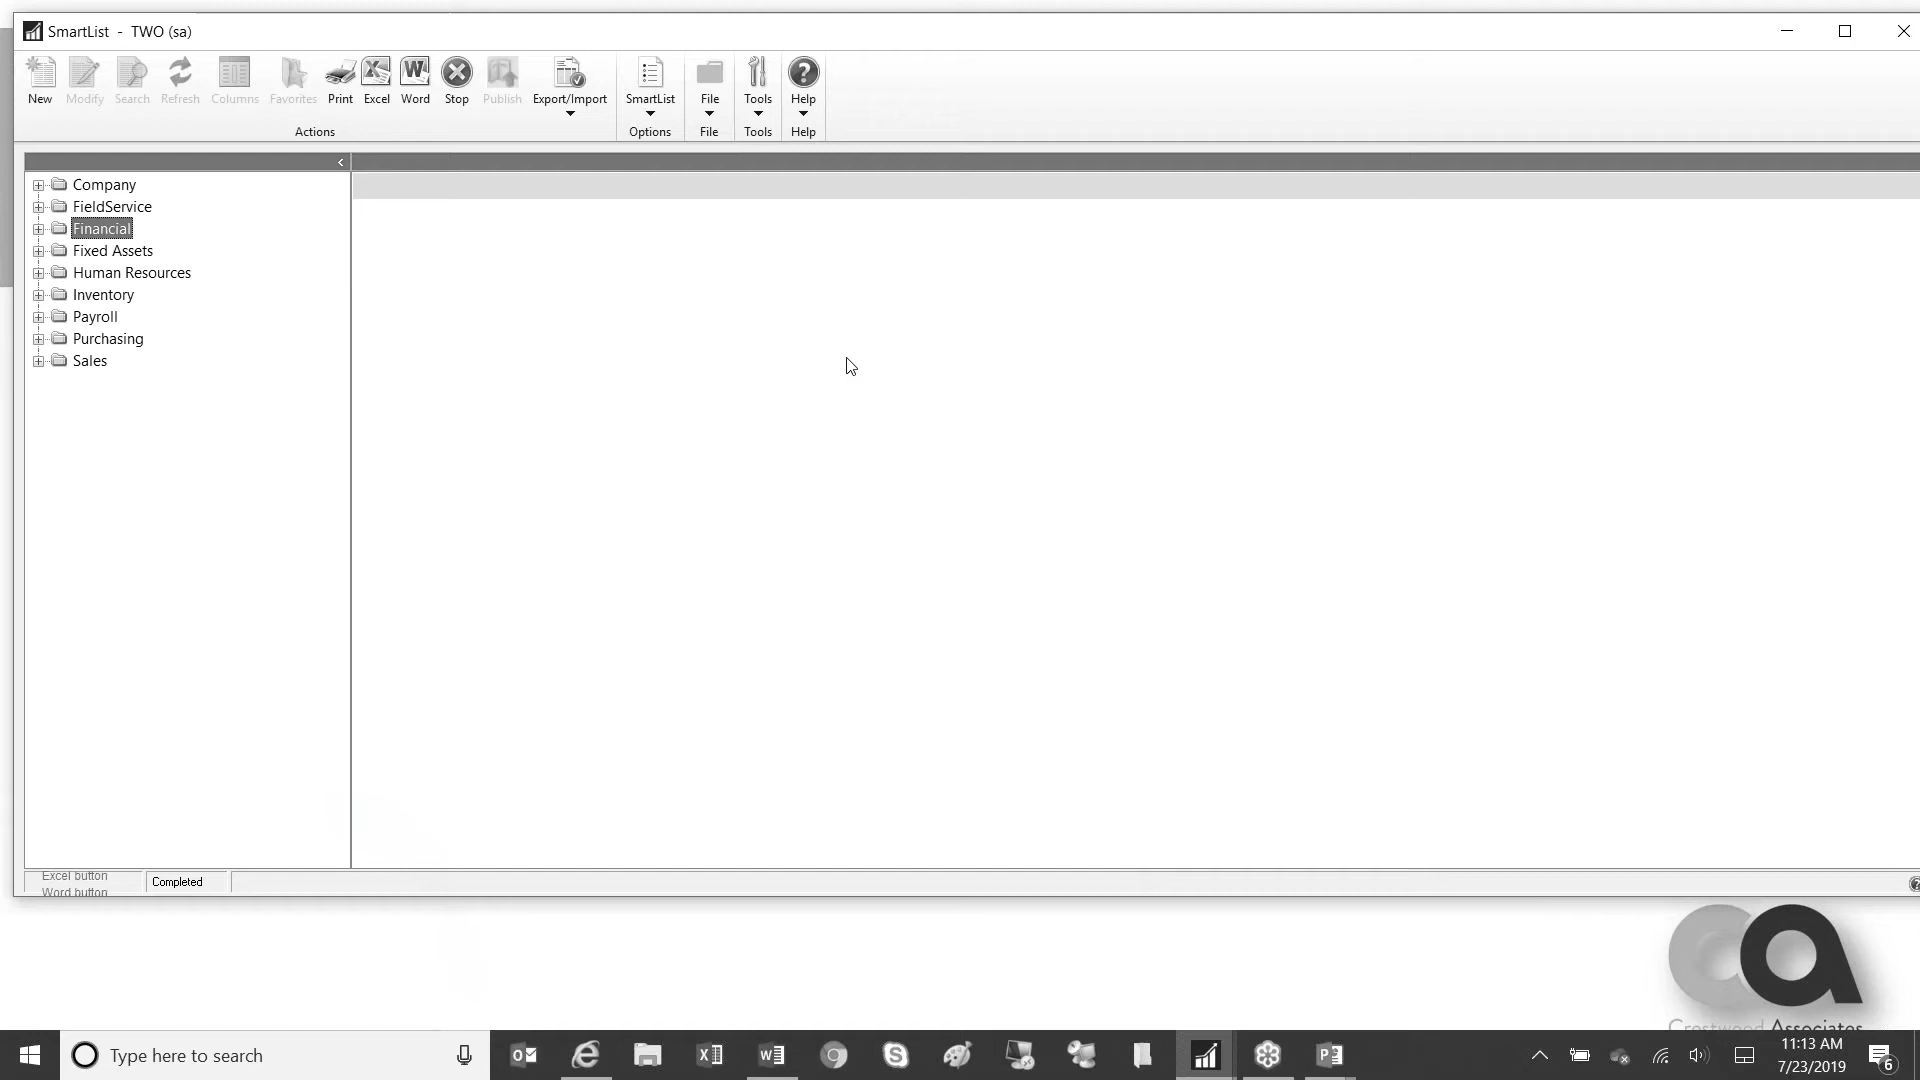 SmartList - TWO (sa)
New Modify Search Refresh Columns Favorites Print Excel Word Stop Publish Export/Import SmartList File Tools Help
Actions Options File Tools Help
Company
FieldService
Financial
Fixed Assets
Human Resources
Inventory
Payroll
Purchasing
Sales
Excel button
Word button
Completed
Crestwood Associates
Type here to search
11:13 AM
7/23/2019
6